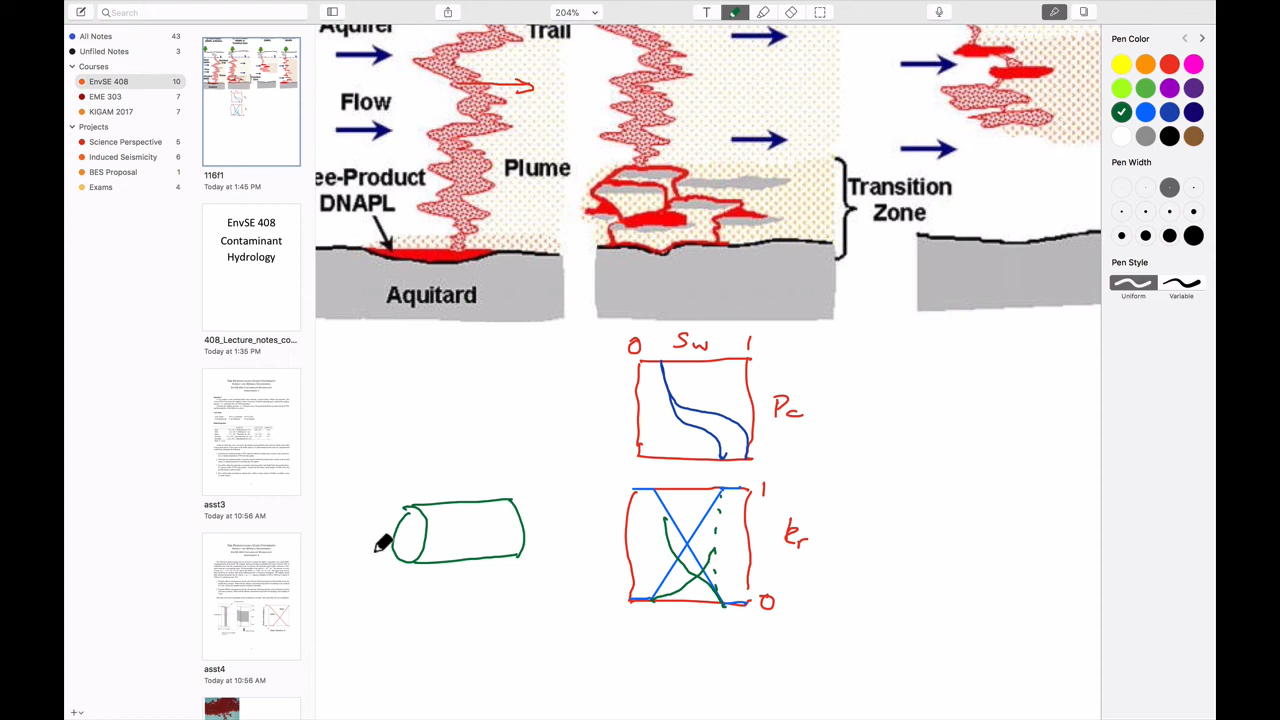 Search
204%
T
All Notes 43
Unfiled Notes 3
Courses
EnvSE 408 10
EME 303 7
KIGAM 2017 7
Projects
Science Perspective 5
Induced Seismicity 6
BES Proposal 1
Exams 4
116f1
Today at 1:45 PM
EnvSE 408
Contaminant
Hydrology
408_Lecture_notes_co...
Today at 1:35 PM
asst3
Today at 10:56 AM
asst4
Today at 10:56 AM
Aquifer
Trail
Flow
Plume
ee-Product
DNAPL
Aquitard
Transition
Zone
0 Sw 1
Pc
1
kr
0
Pen Color
Pen Width
Pen Style
Uniform
Variable